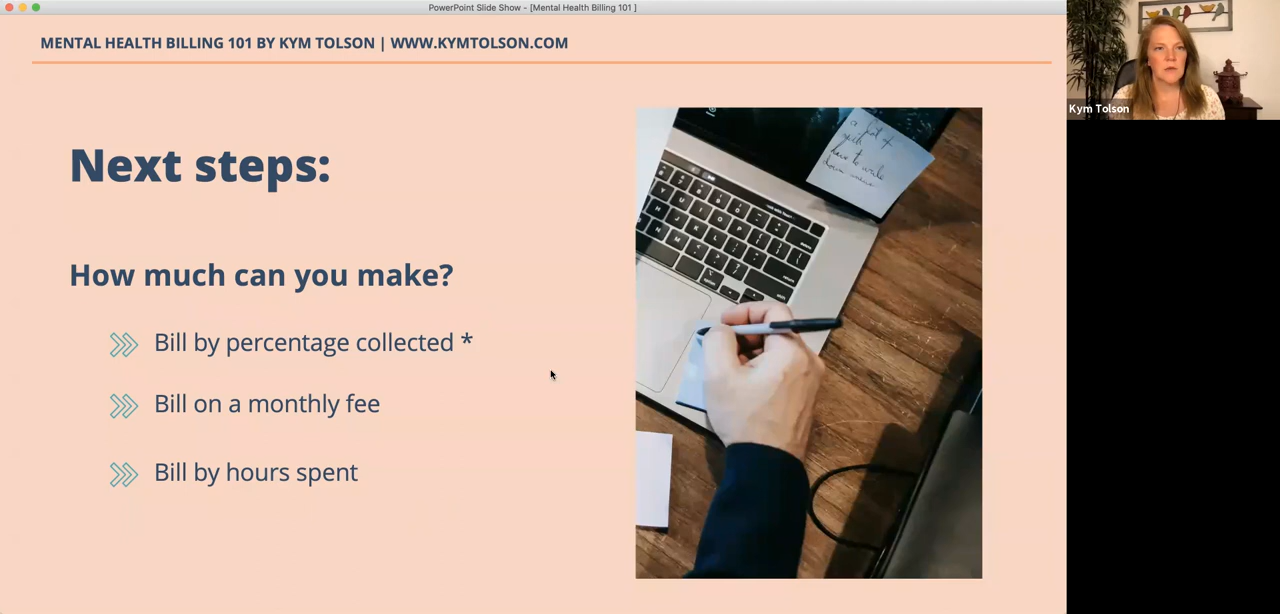 PowerPoint Slide Show - [Mental Health Billing 101 ]
MENTAL HEALTH BILLING 101 BY KYM TOLSON | WWW.KYMTOLSON.COM
Kym Tolson
Next steps:
How much can you make?
Bill by percentage collected *
Bill on a monthly fee
Bill by hours spent